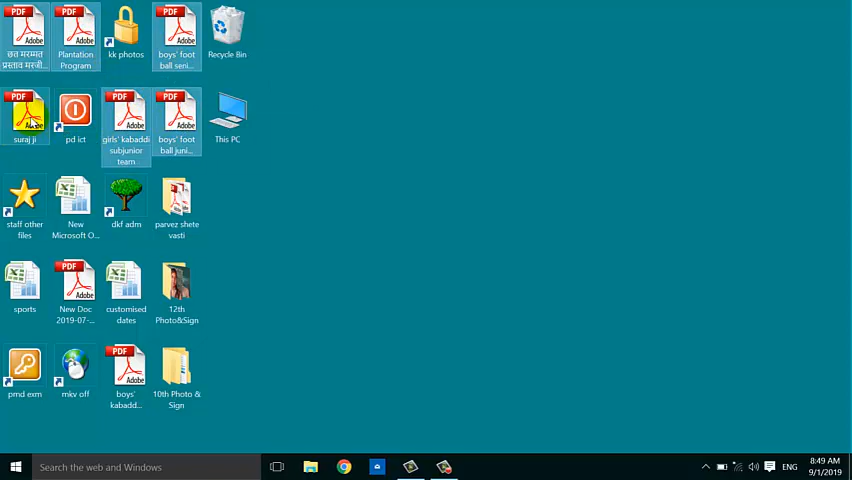 PDF
Adobe
छत मरम्मत
प्रस्ताव मरजी...
PDF
Adobe
Plantation
Program
kk photos
PDF
Adobe
boys' foot
ball seni...
Recycle Bin
PDF
Adobe
suraj ji
pd ict
PDF
Adobe
girls' kabaddi
subjunior
team
PDF
Adobe
boys' foot
ball juni...
This PC
staff other
files
New
Microsoft O...
dkf adm
parvez shete
vasti
sports
PDF
Adobe
New Doc
2019-07-...
customised
dates
12th
Photo&Sign
pmd exm
mkv off
PDF
Adobe
boys'
kabadd...
10th Photo &
Sign
Search the web and Windows
ENG
8:49 AM
9/1/2019